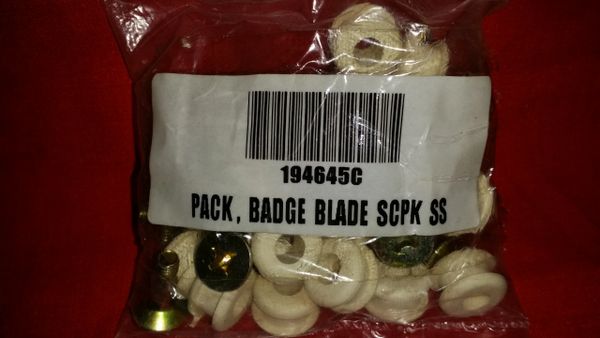 194645C
PACK, BADGE BLADE SCPK SS